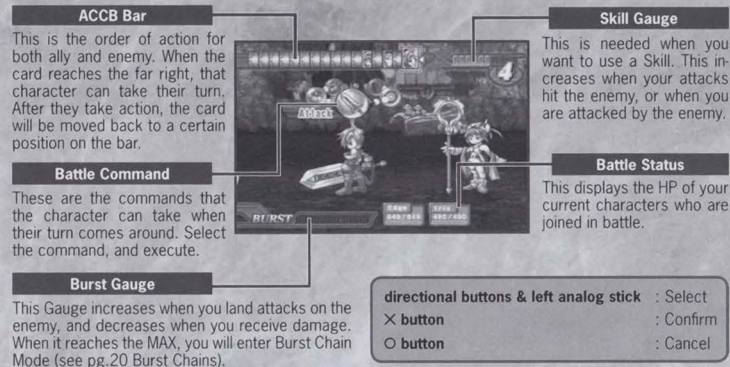 ACCB Bar
This is the order of action for
both ally and enemy. When the
card reaches the far right, that
character can take their turn.
After they take action, the card
will be moved back to a certain
position on the bar.
Battle Command
These are the commands that
the character can take when
their turn comes around. Select
the command, and execute.
Burst Gauge
This Gauge increases when you land attacks on the
enemy, and decreases when you receive damage.
When it reaches the MAX, you will enter Burst Chain
Mode (see pg.20 Burst Chains).
Attack
4
BURST
Skill Gauge
This is needed when you
want to use a Skill. This in-
creases when your attacks
hit the enemy, or when you
are attacked by the enemy.
Battle Status
This displays the HP of your
current characters who are
joined in battle.
directional buttons & left analog stick : Select
× button : Confirm
○ button : Cancel